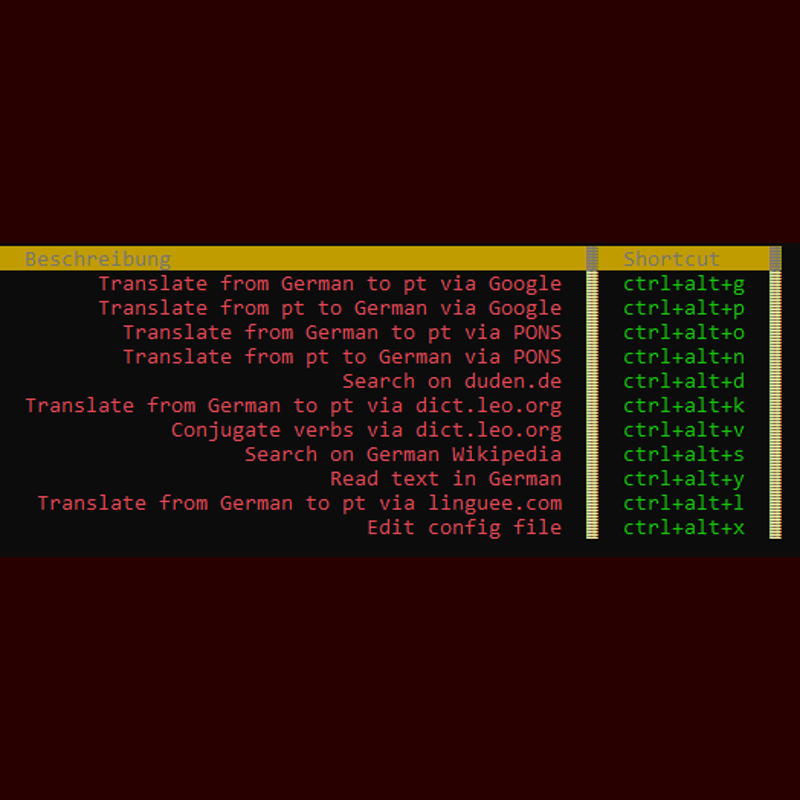 Beschreibung Shortcut
Translate from German to pt via Google ctrl+alt+g
Translate from pt to German via Google ctrl+alt+p
Translate from German to pt via PONS ctrl+alt+o
Translate from pt to German via PONS ctrl+alt+n
Search on duden.de ctrl+alt+d
Translate from German to pt via dict.leo.org ctrl+alt+k
Conjugate verbs via dict.leo.org ctrl+alt+v
Search on German Wikipedia ctrl+alt+s
Read text in German ctrl+alt+y
Translate from German to pt via linguee.com ctrl+alt+l
Edit config file ctrl+alt+x